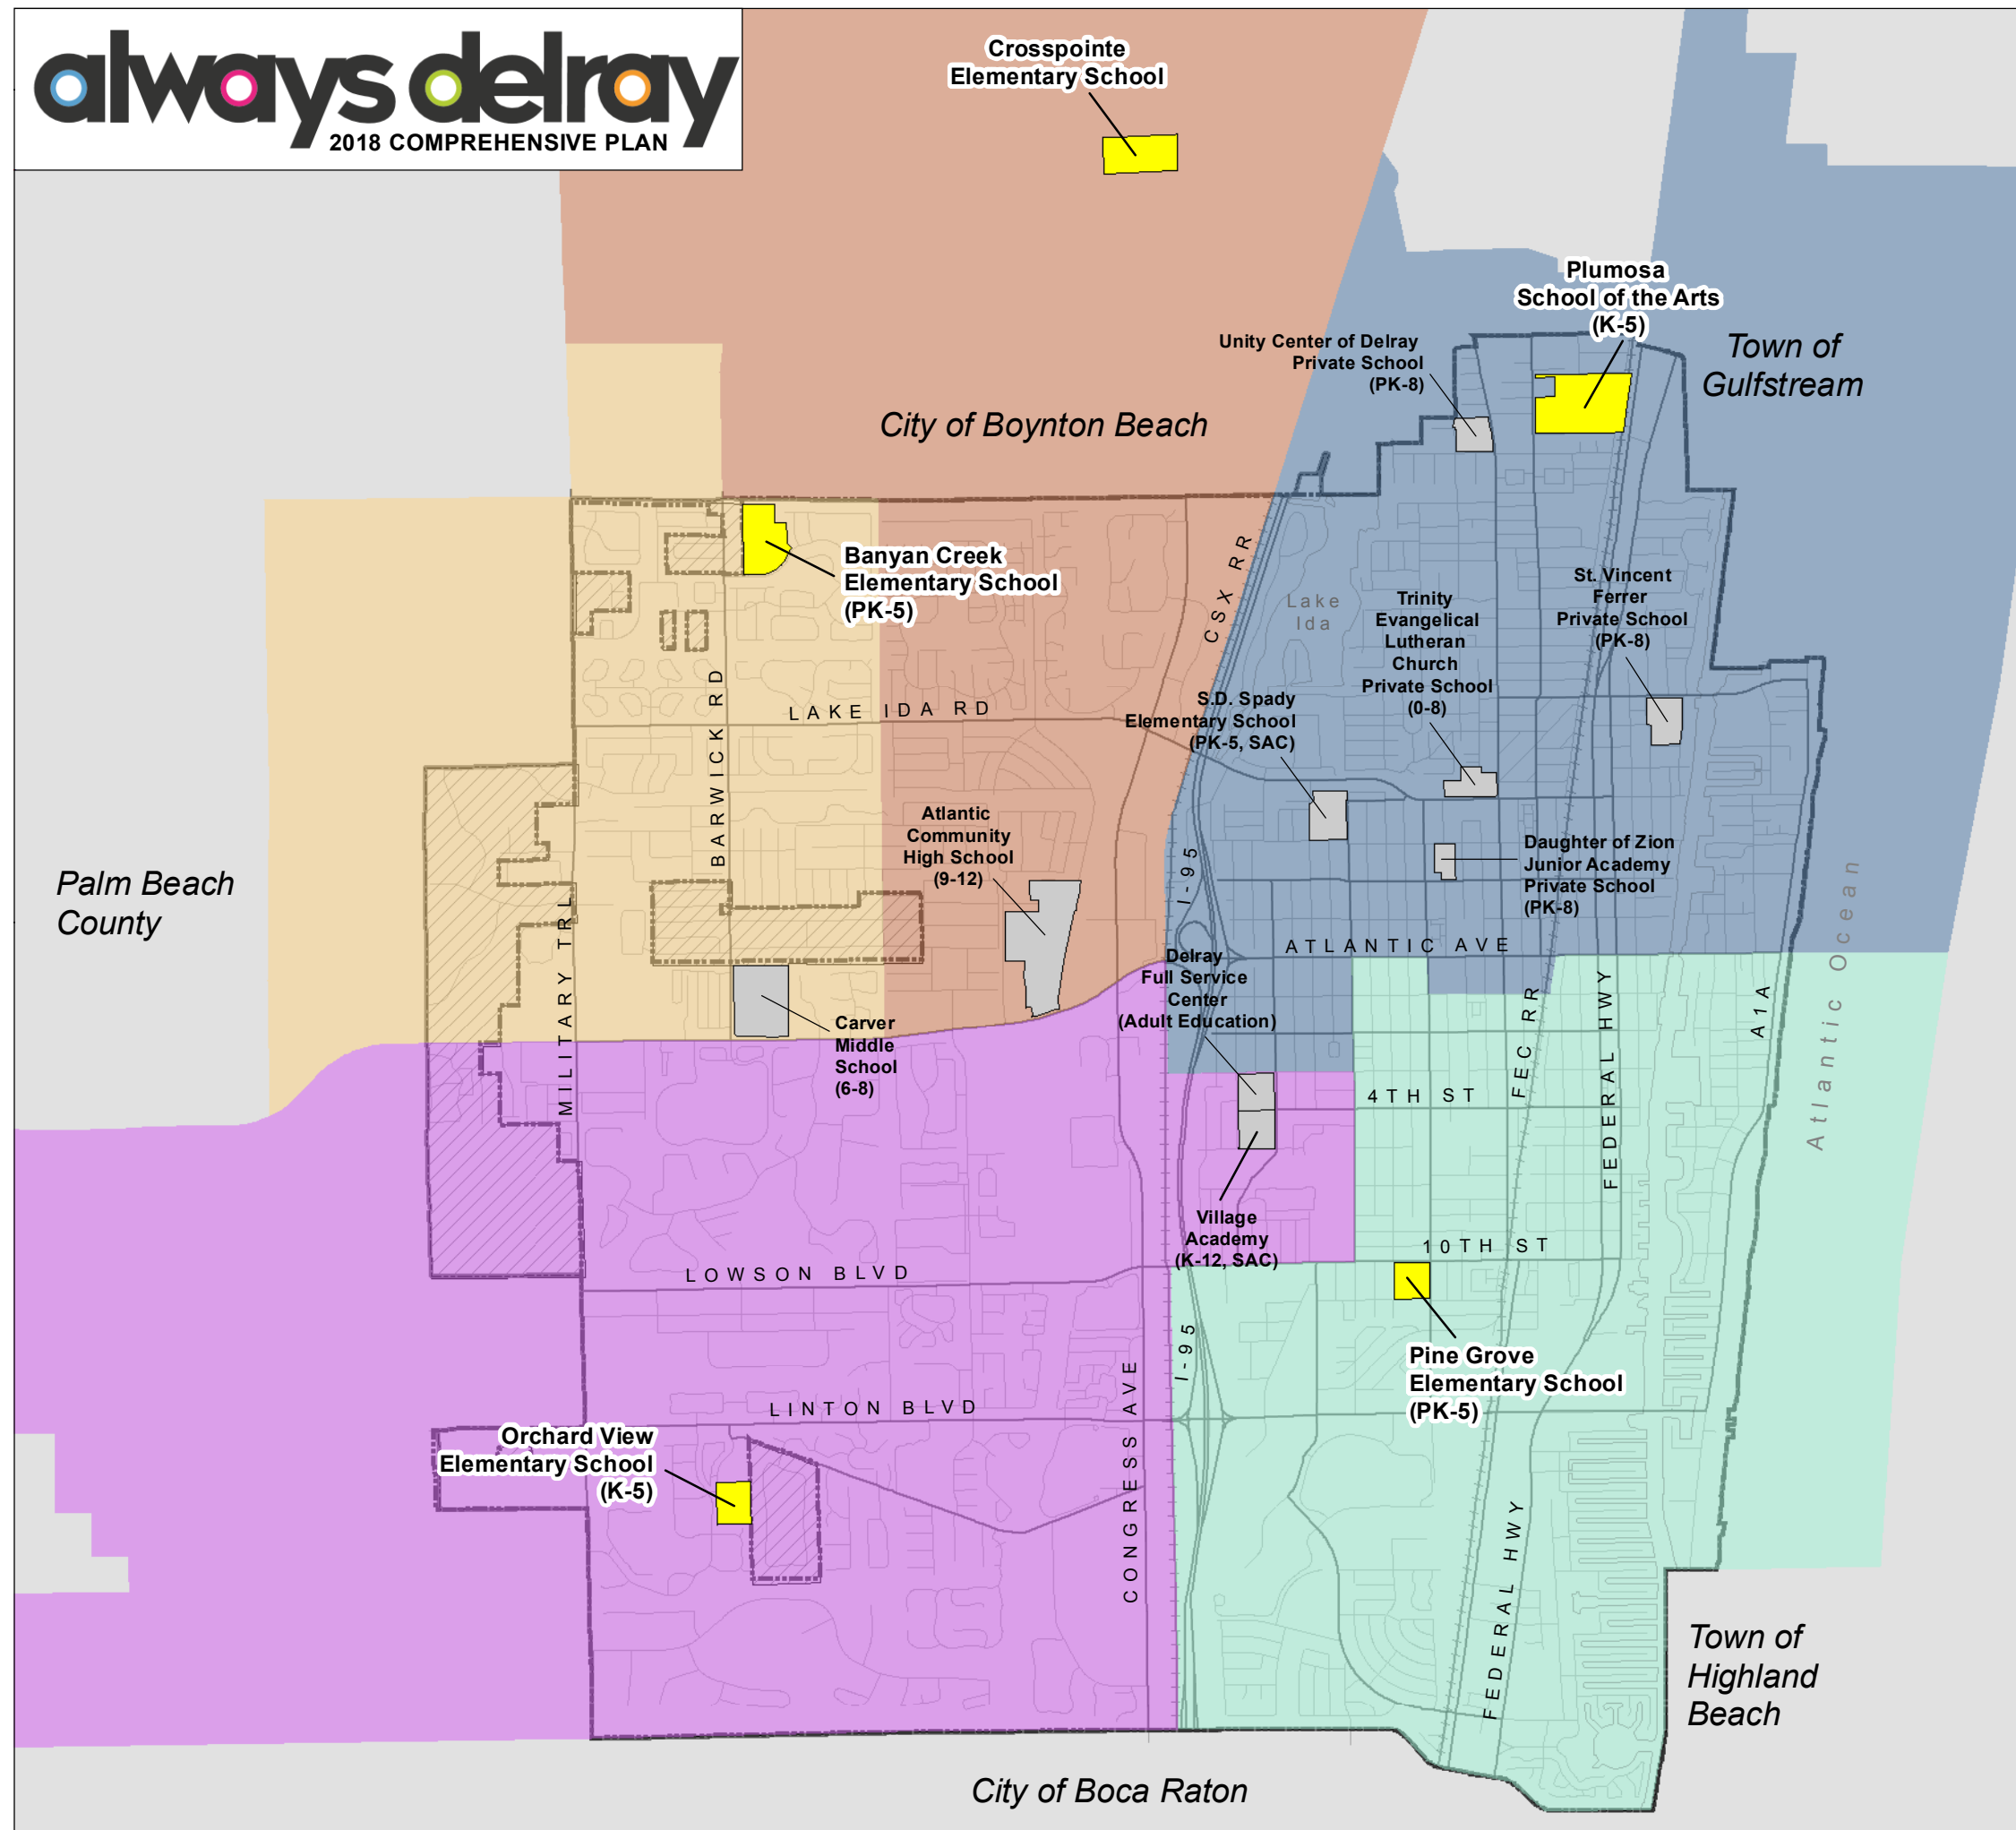 always delray
2018 COMPREHENSIVE PLAN
Crosspointe
Elementary School
Plumosa
School of the Arts
(K-5)
Town of
Gulfstream
Unity Center of Delray
Private School
(PK-8)
City of Boynton Beach
Banyan Creek
Elementary School
(PK-5)
CSX RR
Lake
Ida
Trinity
Evangelical
Lutheran
Church
Private School
(0-8)
St. Vincent
Ferrer
Private School
(PK-8)
S.D. Spady
Elementary School
(PK-5, SAC)
LAKE IDA RD
BARWICK RD
Atlantic
Community
High School
(9-12)
I-95
Daughter of Zion
Junior Academy
Private School
(PK-8)
Palm Beach
County
MILITARY TRL
ATLANTIC AVE
Delray
Full Service
Center
(Adult Education)
Carver
Middle
School
(6-8)
FEC RR
FEDERAL HWY
A1A
Atlantic Ocean
4TH ST
Village
Academy
(K-12, SAC)
10TH ST
LOWSON BLVD
I-95
Pine Grove
Elementary School
(PK-5)
LINTON BLVD
CONGRESS AVE
Orchard View
Elementary School
(K-5)
FEDERAL HWY
Town of
Highland
Beach
City of Boca Raton